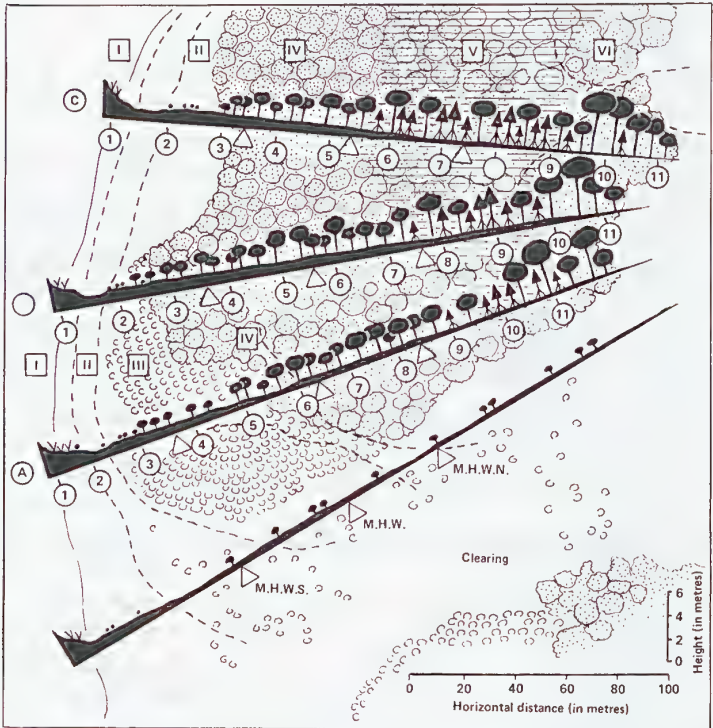 I II IV V VI
C
1 2 3 4 5 6 7 9 10 11
1 2 3 4 5 6 7 8 9 10 11
I II III IV
A
1 2 3 4 5 6 7 8 9 10 11
M.H.W.N.
M.H.W.
M.H.W.S.
Clearing
6
4
2
0
Height (in metres)
0 20 40 60 80 100
Horizontal distance (in metres)